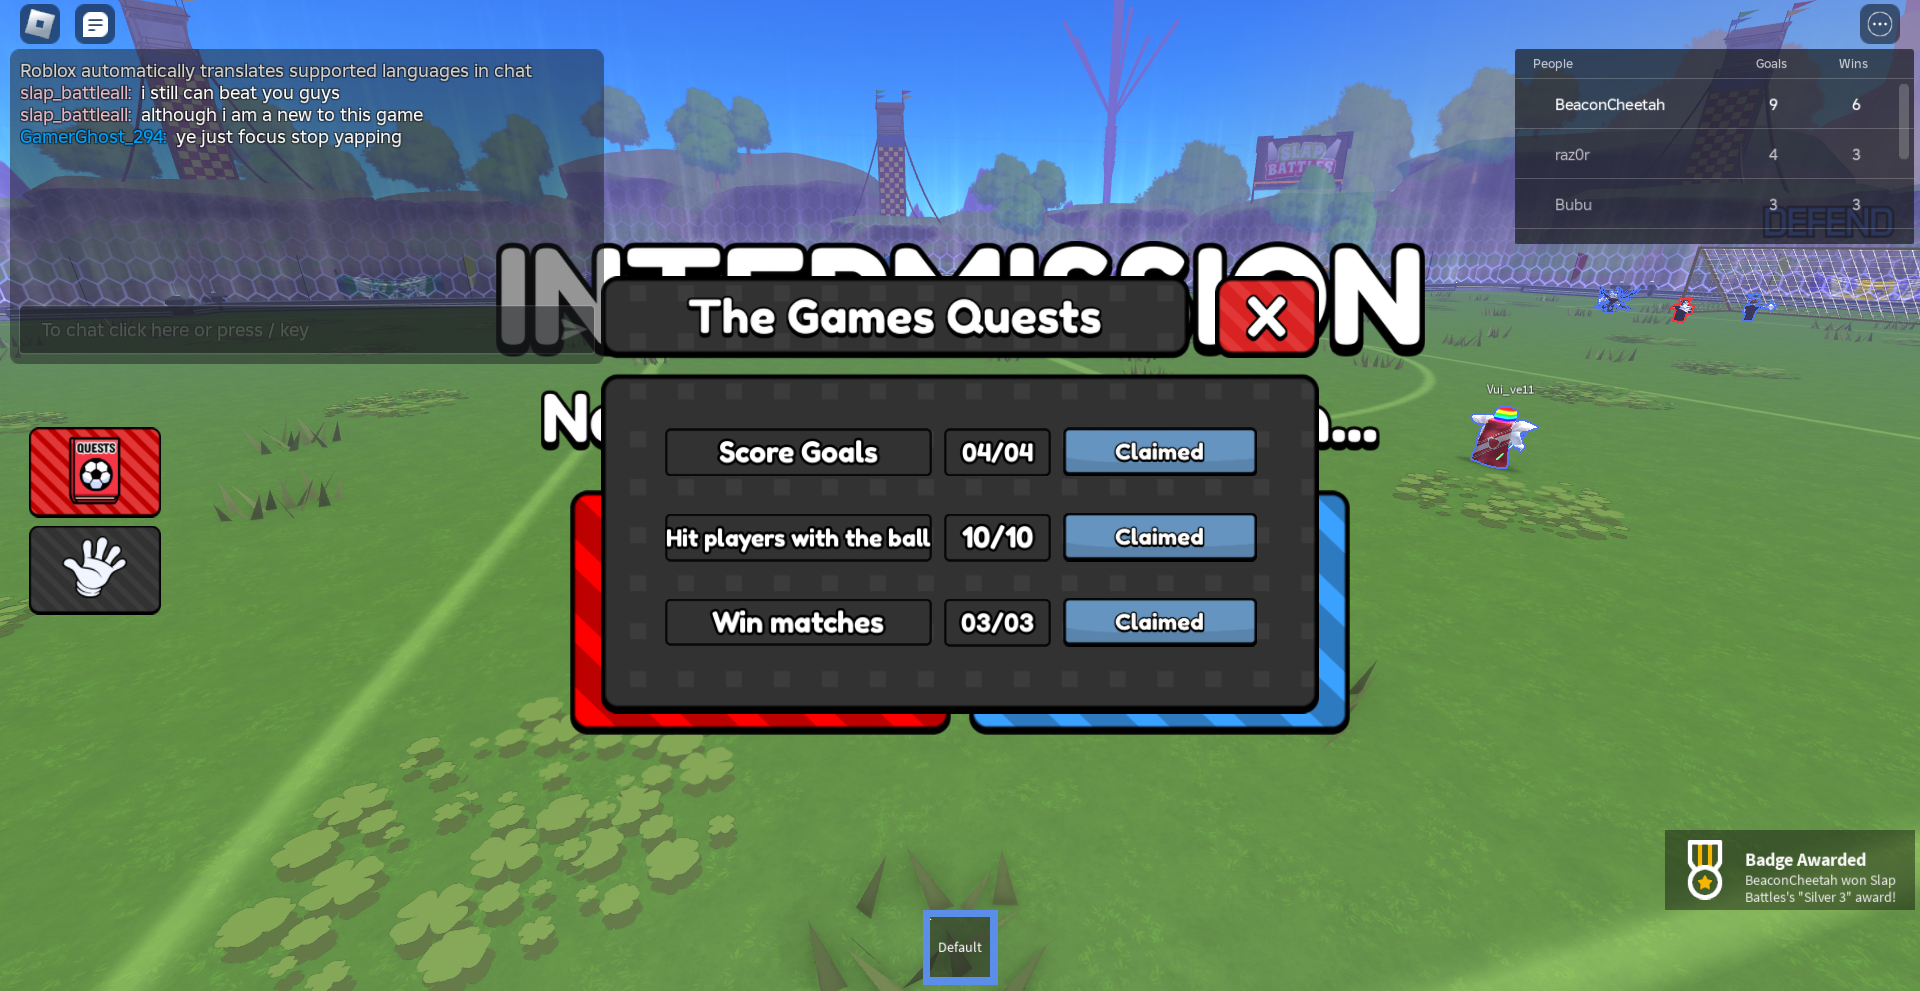 Roblox automatically translates supported languages in chat
slap_battleall: i still can beat you guys
slap_battleall: although i am a new to this game
GamerGhost_294: ye just focus stop yapping
To chat click here or press / key
People Goals Wins
BeaconCheetah 9 6
raz0r 4 3
Bubu 3 3
DEFEND
SLAP
BATTLES
INTERMISSION
The Games Quests
Vui_ve11
QUESTS
Score Goals 04/04 Claimed
Hit players with the ball 10/10 Claimed
Win matches 03/03 Claimed
Badge Awarded
BeaconCheetah won Slap
Battles's "Silver 3" award!
Default